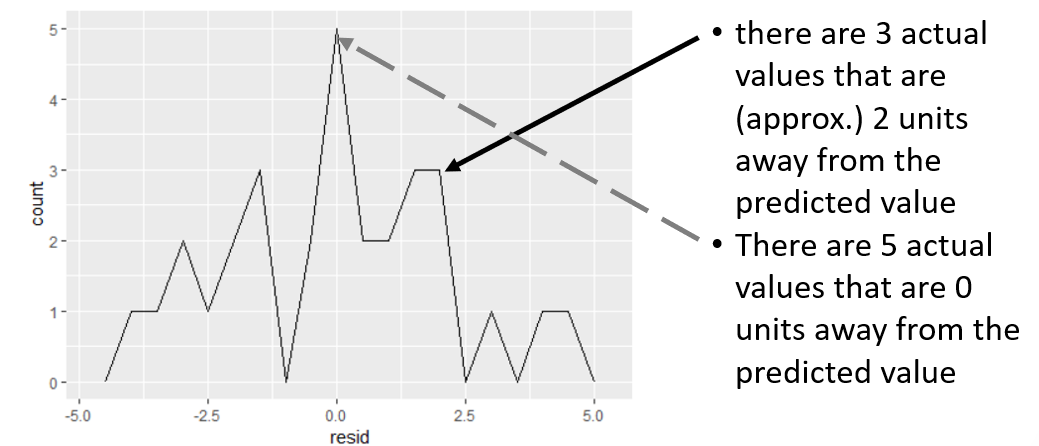 5
4
3
2
1
0
count
-5.0 -2.5 0.0 2.5 5.0
resid
• there are 3 actual
values that are
(approx.) 2 units
away from the
predicted value
• There are 5 actual
values that are 0
units away from the
predicted value